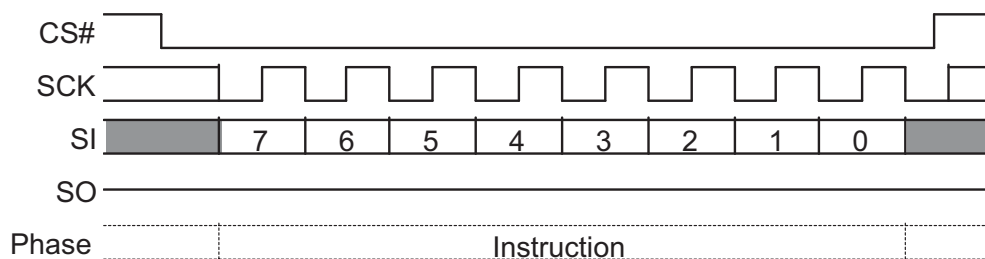 CS#
SCK
SI 7 6 5 4 3 2 1 0
SO
Phase Instruction